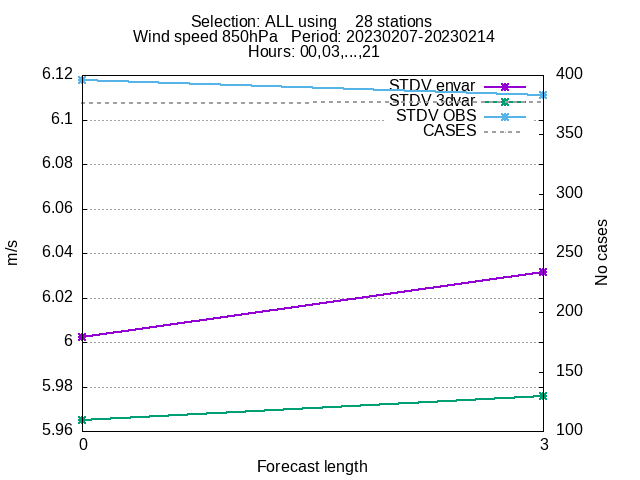 Selection: ALL using    28 stations
Wind speed 850hPa   Period: 20230207-20230214
Hours: 00,03,...,21
6.12
6.1
6.08
6.06
6.04
6.02
6
5.98
5.96
m/s
STDV envar
STDV 3dvar
STDV OBS
CASES
400
350
300
250
200
150
100
No cases
0
3
Forecast length